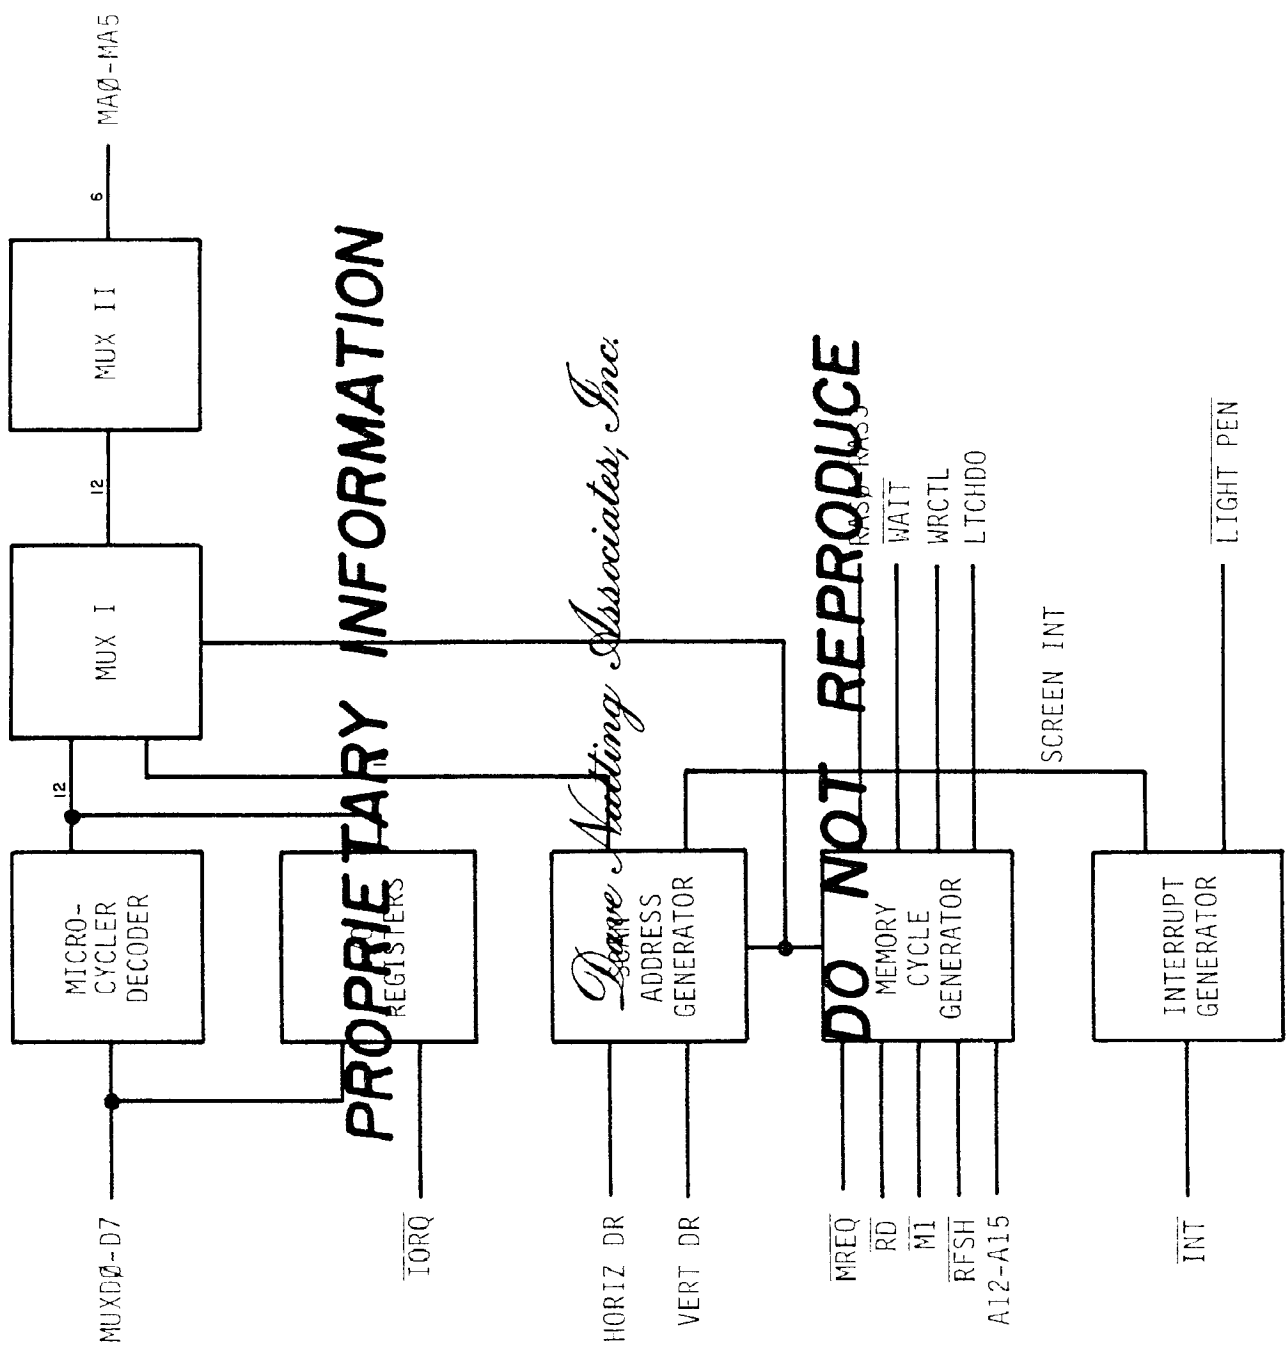 MUXDØ-D7
MICRO-
CYCLER
DECODER
12
MUX I
12
MUX II
6
MAØ-MA5
PROPRIETARY INFORMATION
IORQ
REGISTERS
Dave Nutting Associates, Inc.
HORIZ DR
VERT DR
ADDRESS
GENERATOR
DO NOT REPRODUCE
MREQ
RD
M1
RFSH
A12-A15
MEMORY
CYCLE
GENERATOR
WAIT
WRCTL
LTCHDO
SCREEN INT
INT
INTERRUPT
GENERATOR
LIGHT PEN